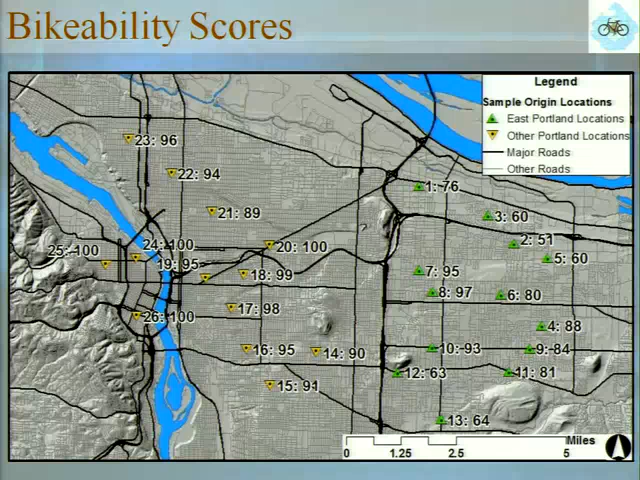 Bikeability Scores
Legend
Sample Origin Locations
East Portland Locations
Other Portland Locations
Major Roads
Other Roads
23: 96
22: 94
1: 76
21: 89
3: 60
24:100
20: 100
2: 51
25:100
19: 95
5: 60
18: 99
7: 95
8: 97
6: 80
17: 98
26:100
4: 88
16: 95
14: 90
10: 93
9: 84
12: 63
11: 81
15: 91
13: 64
Miles
0 1.25 2.5 5